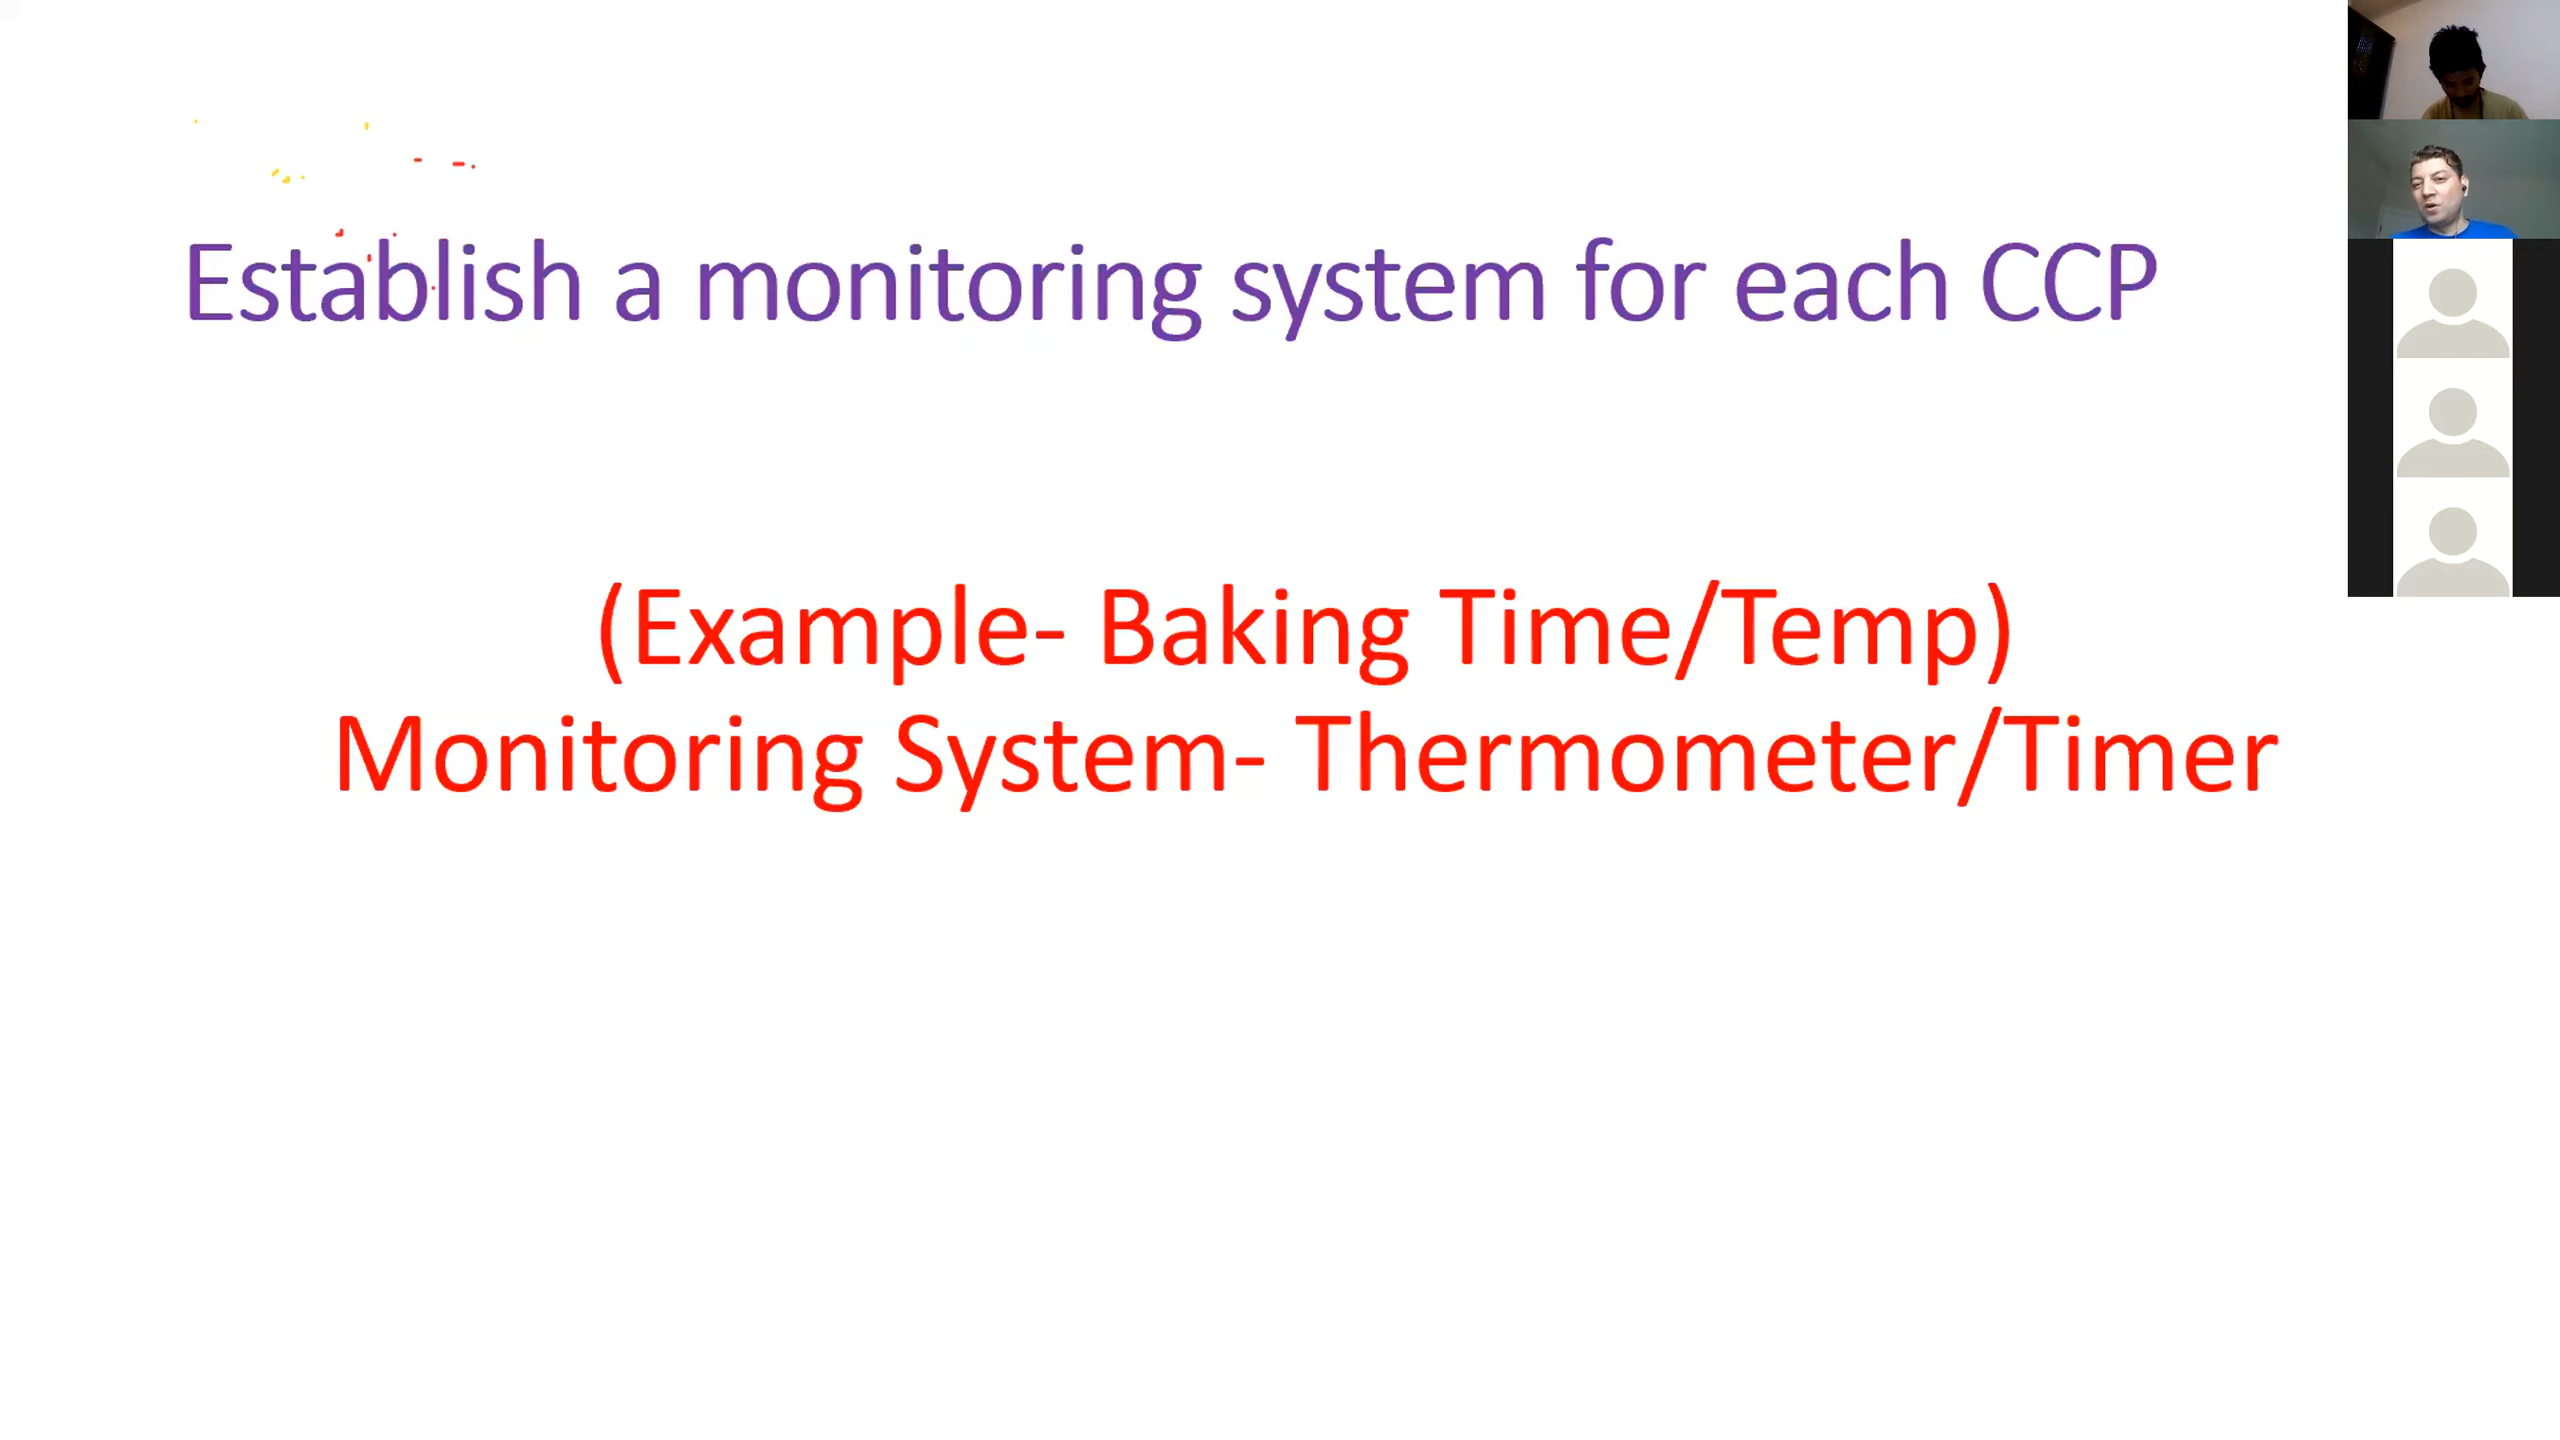 Establish a monitoring system for each CCP
(Example- Baking Time/Temp)
Monitoring System- Thermometer/Timer